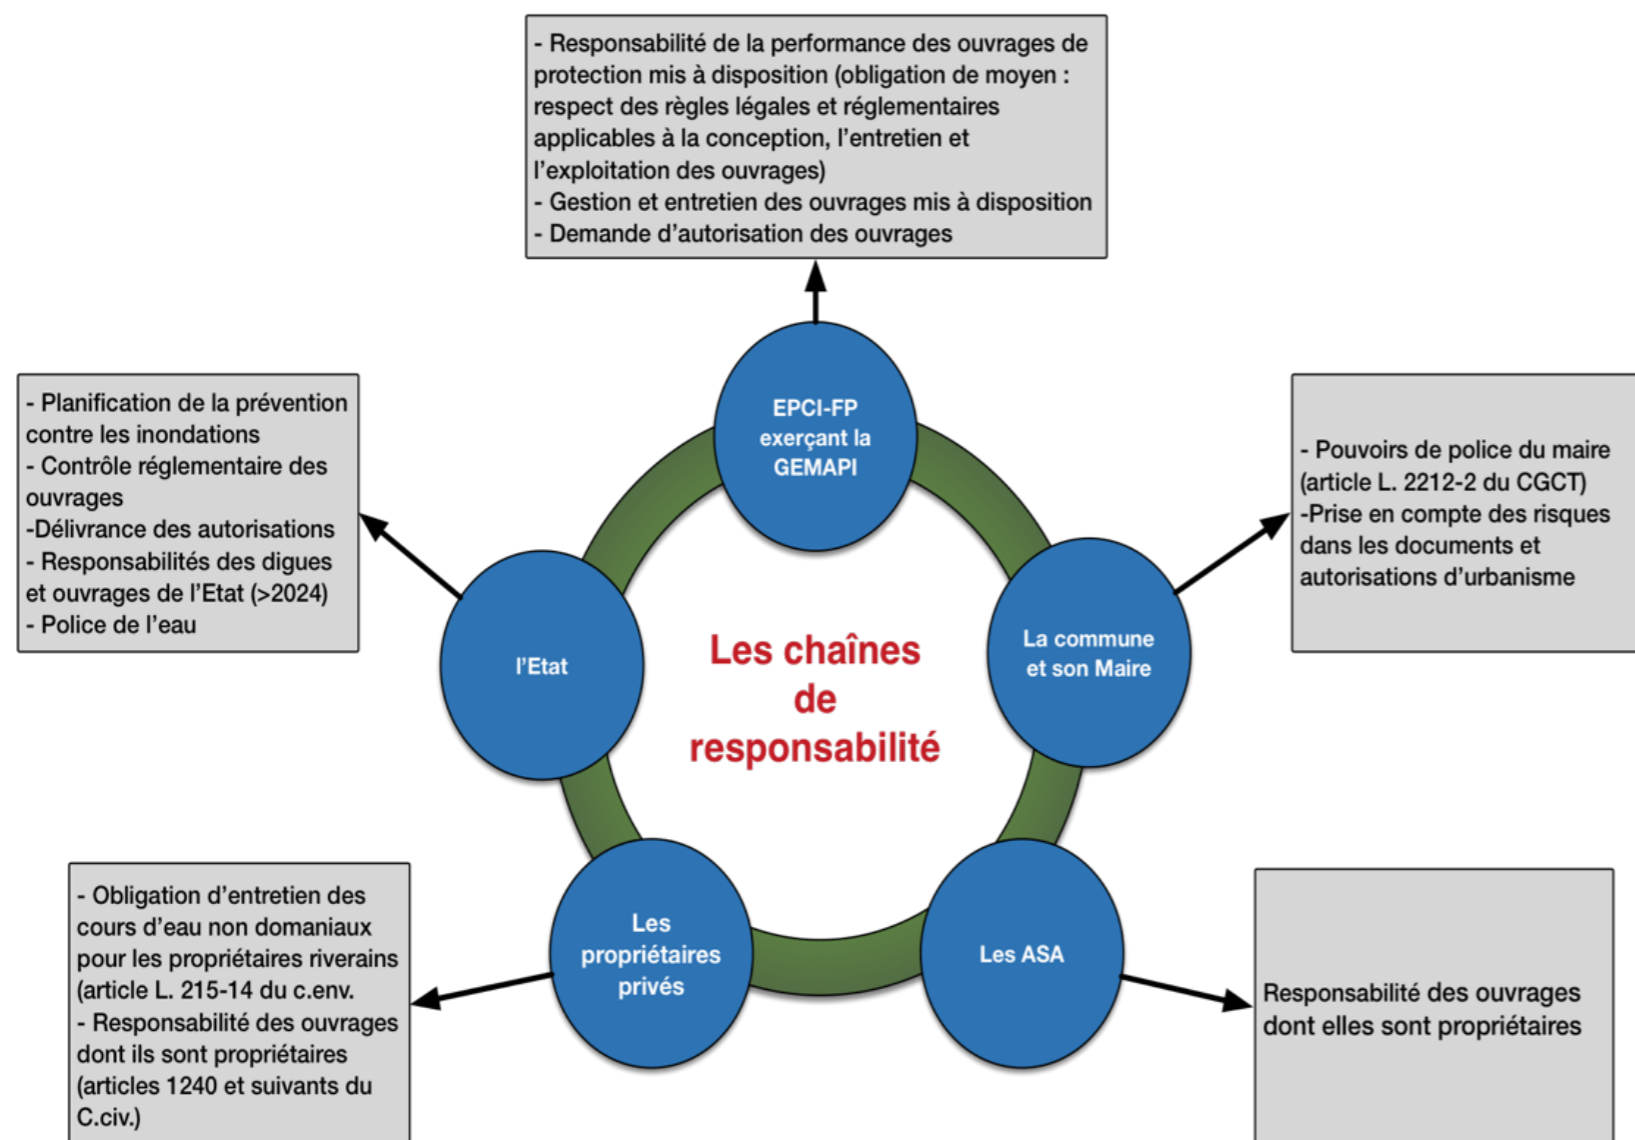 - Responsabilité de la performance des ouvrages de
protection mis à disposition (obligation de moyen :
respect des règles légales et réglementaires
applicables à la conception, l'entretien et
l'exploitation des ouvrages)
- Gestion et entretien des ouvrages mis à disposition
- Demande d'autorisation des ouvrages
EPCI-FP
exerçant la
GEMAPI
- Planification de la prévention
contre les inondations
- Contrôle réglementaire des
ouvrages
-Délivrance des autorisations
- Responsabilités des digues
et ouvrages de l'Etat (>2024)
- Police de l'eau
- Pouvoirs de police du maire
(article L. 2212-2 du CGCT)
-Prise en compte des risques
dans les documents et
autorisations d'urbanisme
l'Etat
Les chaînes
de
responsabilité
La commune
et son Maire
- Obligation d'entretien des
cours d'eau non domaniaux
pour les propriétaires riverains
(article L. 215-14 du c.env.
- Responsabilité des ouvrages
dont ils sont propriétaires
(articles 1240 et suivants du
C.civ.)
Les
propriétaires
privés
Les ASA
Responsabilité des ouvrages
dont elles sont propriétaires